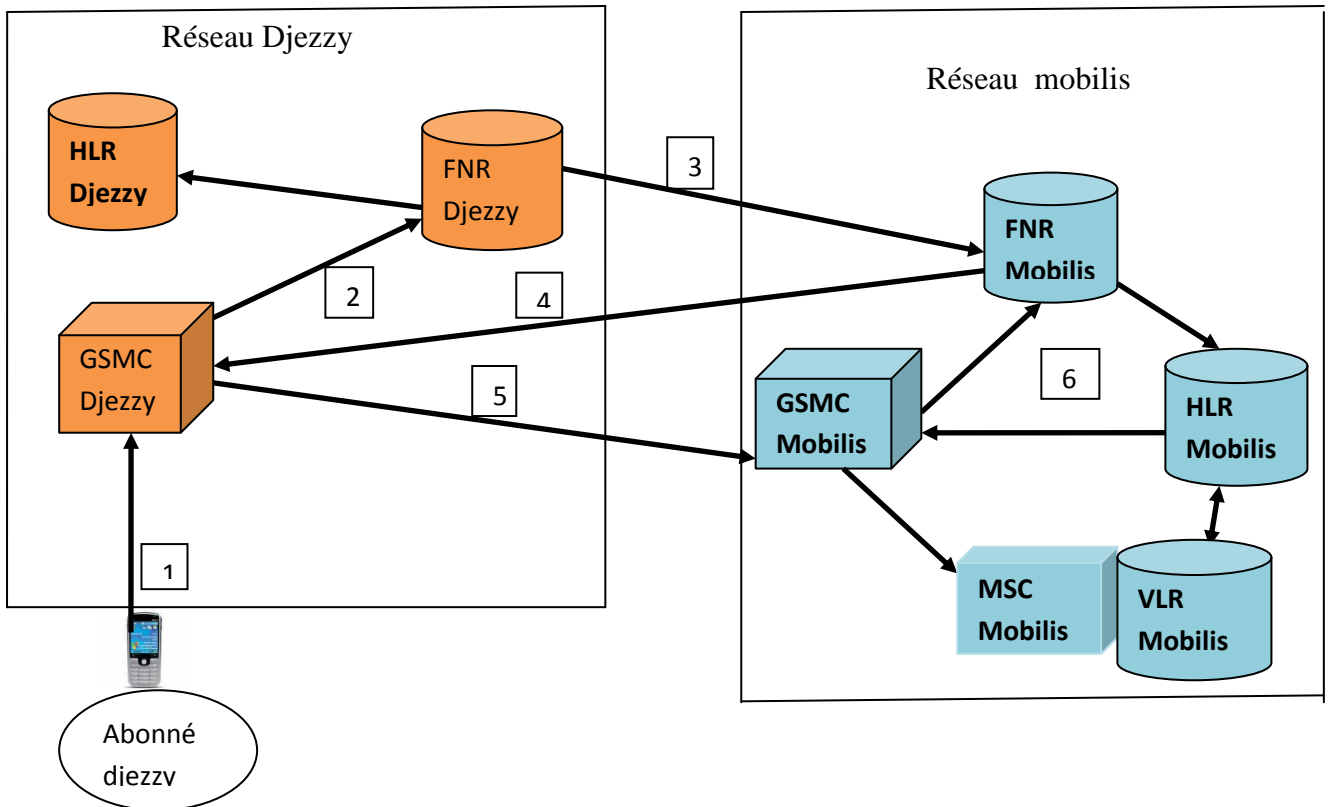 Réseau Djezzy
HLR
Djezzy
FNR
Djezzy
GSMC
Djezzy
1
2
3
4
5
Abonné
djezzy
Réseau mobilis
FNR
Mobilis
GSMC
Mobilis
6
HLR
Mobilis
MSC
Mobilis
VLR
Mobilis